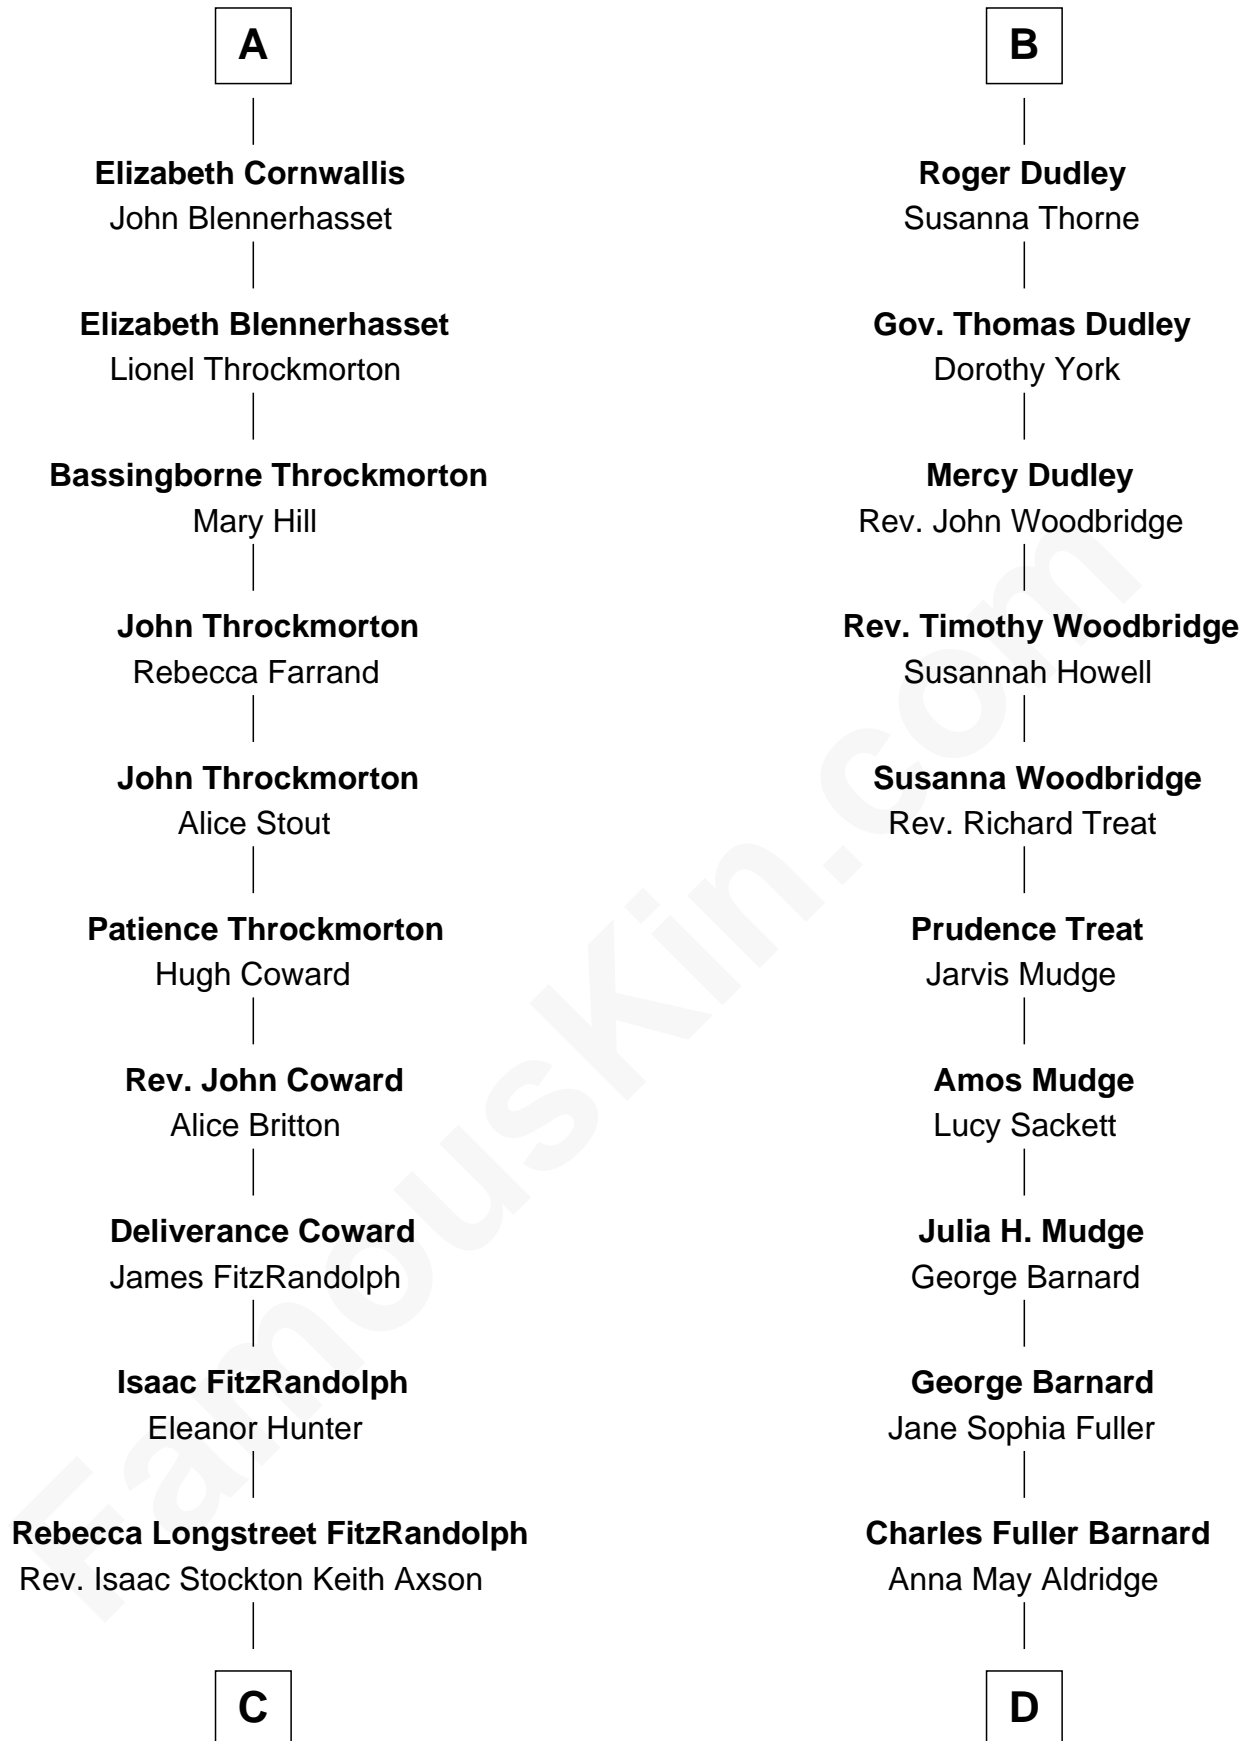 A
Elizabeth Cornwallis
John Blennerhasset
Elizabeth Blennerhasset
Lionel Throckmorton
Bassingborne Throckmorton
Mary Hill
John Throckmorton
Rebecca Farrand
John Throckmorton
Alice Stout
Patience Throckmorton
Hugh Coward
Rev. John Coward
Alice Britton
Deliverance Coward
James FitzRandolph
Isaac FitzRandolph
Eleanor Hunter
Rebecca Longstreet FitzRandolph
Rev. Isaac Stockton Keith Axson
C
B
Roger Dudley
Susanna Thorne
Gov. Thomas Dudley
Dorothy York
Mercy Dudley
Rev. John Woodbridge
Rev. Timothy Woodbridge
Susannah Howell
Susanna Woodbridge
Rev. Richard Treat
Prudence Treat
Jarvis Mudge
Amos Mudge
Lucy Sackett
Julia H. Mudge
George Barnard
George Barnard
Jane Sophia Fuller
Charles Fuller Barnard
Anna May Aldridge
D
FamousKin.com